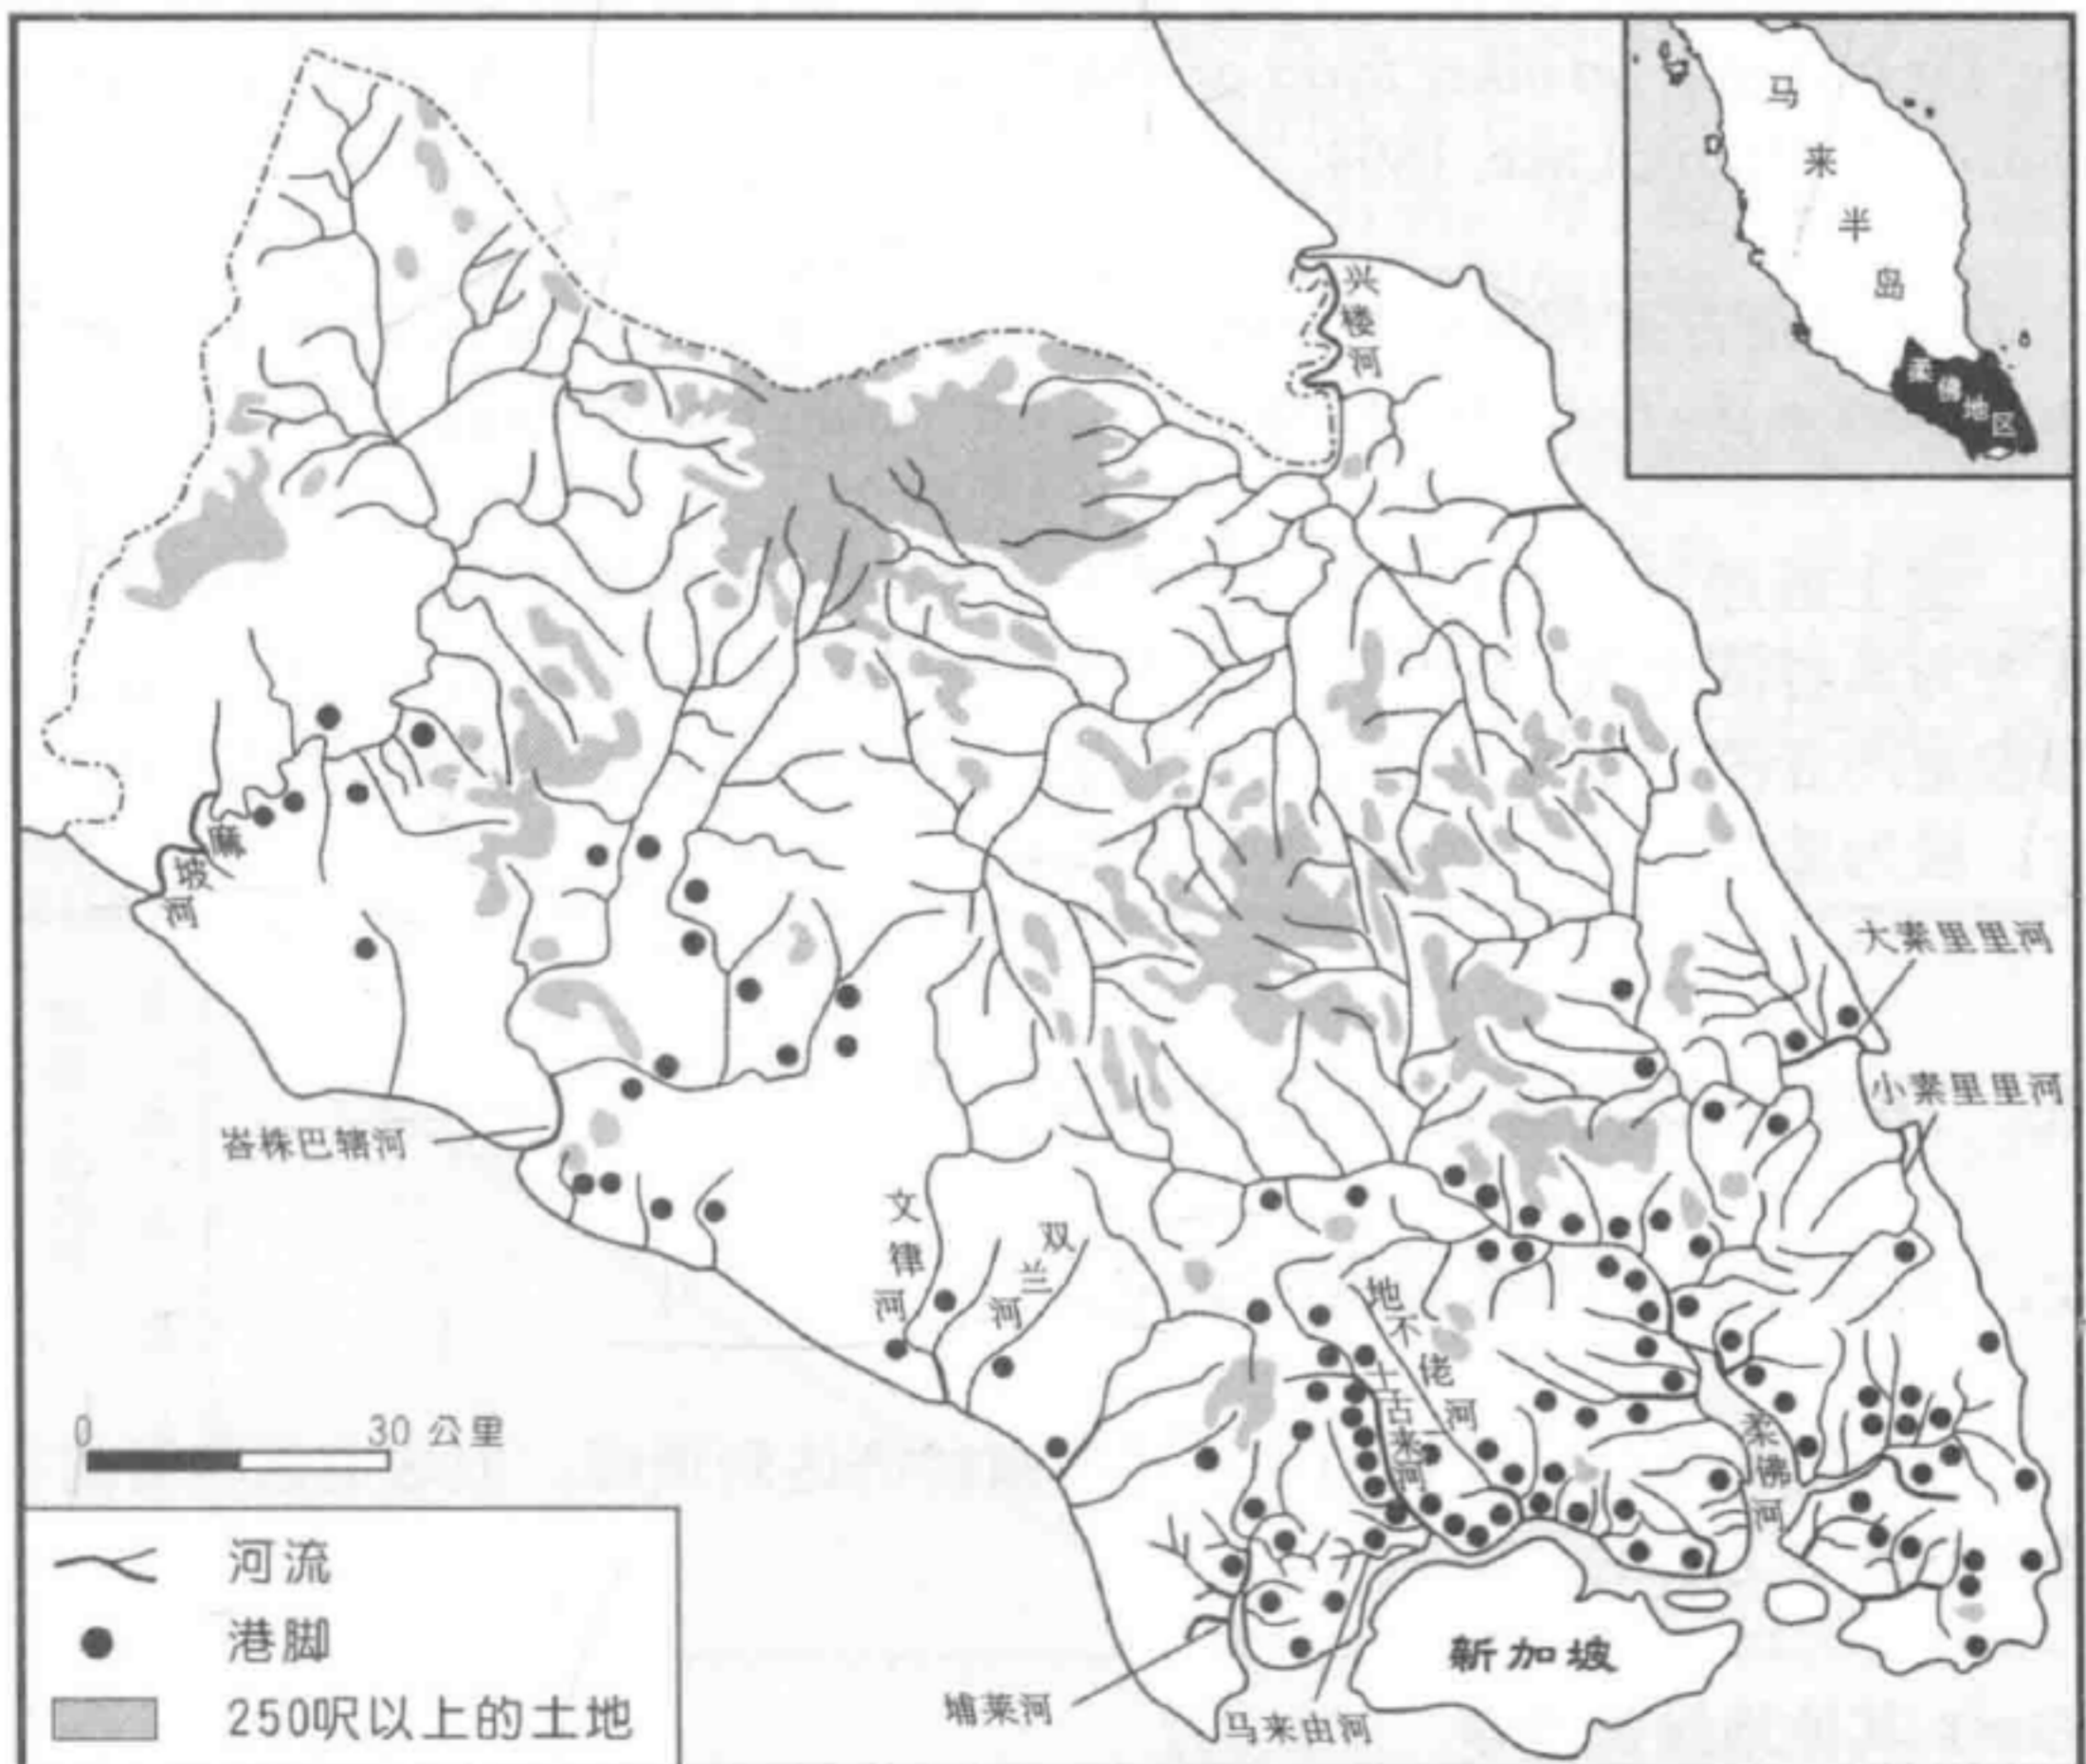 马来半岛
柔佛地区
兴楼河
麻坡河
大素里里河
小素里里河
峇株巴辖河
文律河
双兰河
地不佬河
士古来河
柔佛河
0 30 公里
河流
港脚
250呎以上的土地
新加坡
埔莱河
马来由河